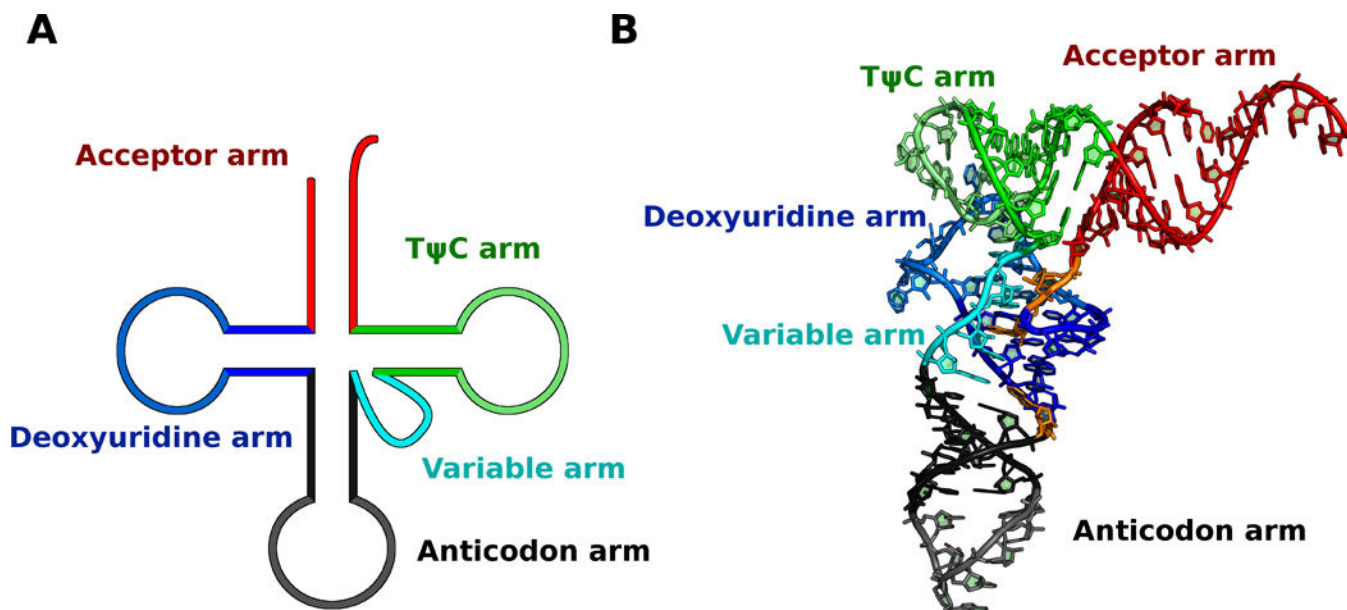 A
Acceptor arm
TψC arm
Deoxyuridine arm
Variable arm
Anticodon arm
B
TψC arm
Acceptor arm
Deoxyuridine arm
Variable arm
Anticodon arm